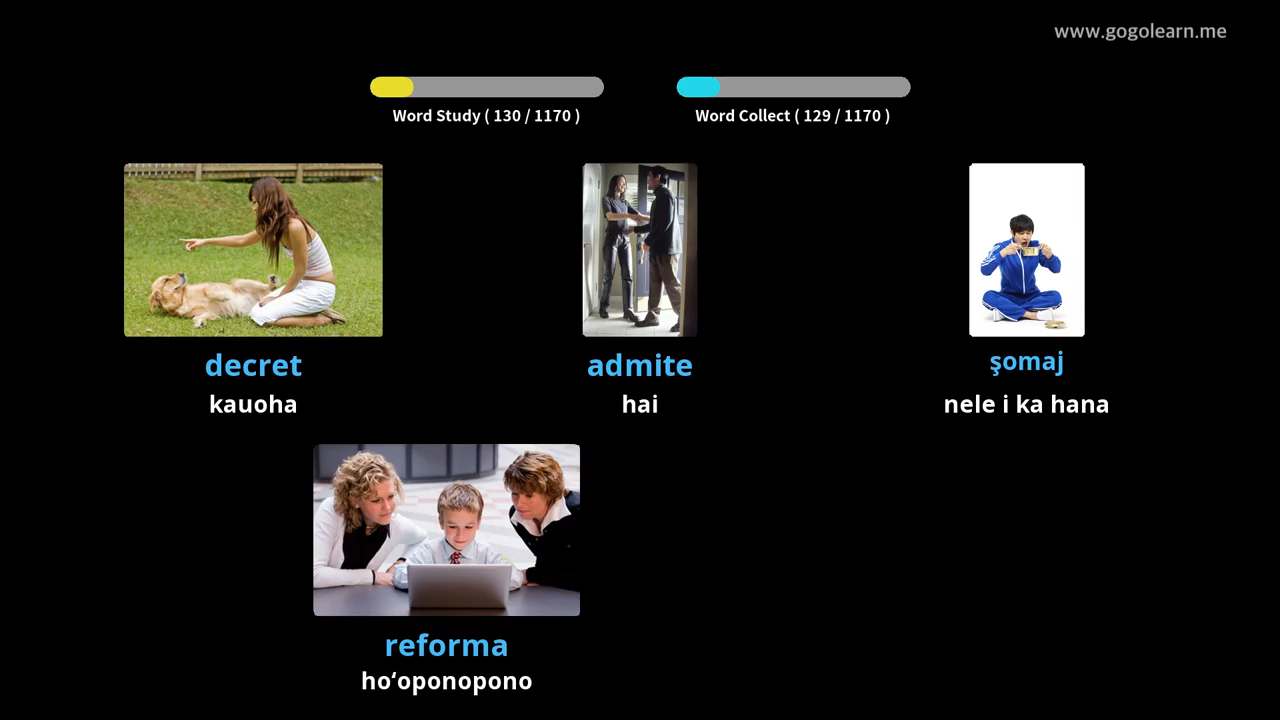 www.gogolearn.me
Word Study ( 130 / 1170 )
Word Collect ( 129 / 1170 )
decret
admite
şomaj
kauoha
hai
nele i ka hana
reforma
hoʻoponopono